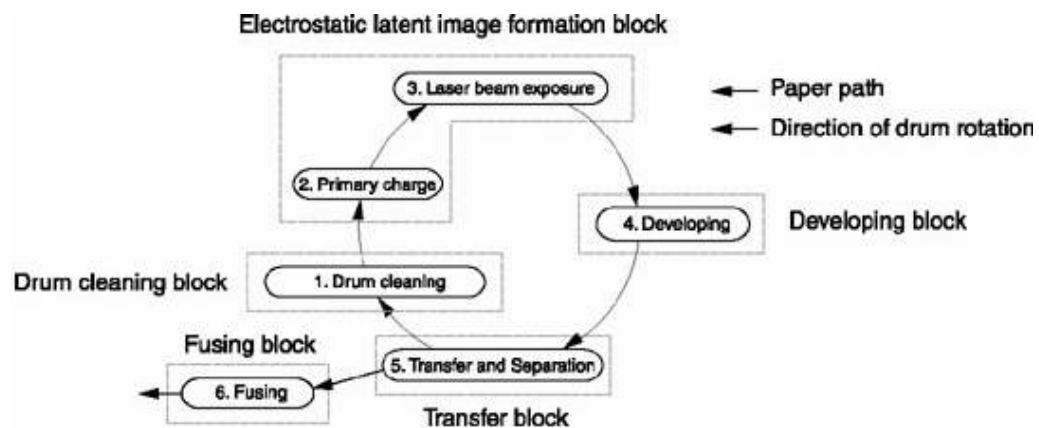 Electrostatic latent image formation block
3. Laser beam exposure
Paper path
Direction of drum rotation
2. Primary charge
4. Developing
Developing block
Drum cleaning block
1. Drum cleaning
Fusing block
5. Transfer and Separation
6. Fusing
Transfer block